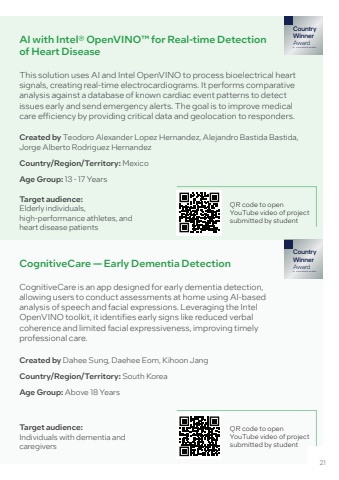 Country
Winner
Award
AI with Intel® OpenVINO™ for Real-time Detection
of Heart Disease
This solution uses AI and Intel OpenVINO to process bioelectrical heart
signals, creating real-time electrocardiograms. It performs comparative
analysis against a database of known cardiac event patterns to detect
issues early and send emergency alerts. The goal is to improve medical
care efficiency by providing critical data and geolocation to responders.
Created by Teodoro Alexander Lopez Hernandez, Alejandro Bastida Bastida,
Jorge Alberto Rodriguez Hernandez
Country/Region/Territory: Mexico
Age Group: 13 - 17 Years
Target audience:
Elderly individuals,
high-performance athletes, and
heart disease patients
QR code to open
YouTube video of project
submitted by student
Country
Winner
Award
CognitiveCare — Early Dementia Detection
CognitiveCare is an app designed for early dementia detection,
allowing users to conduct assessments at home using AI-based
analysis of speech and facial expressions. Leveraging the Intel
OpenVINO toolkit, it identifies early signs like reduced verbal
coherence and limited facial expressiveness, improving timely
professional care.
Created by Dahee Sung, Daehee Eom, Kihoon Jang
Country/Region/Territory: South Korea
Age Group: Above 18 Years
Target audience:
Individuals with dementia and
caregivers
QR code to open
YouTube video of project
submitted by student
21